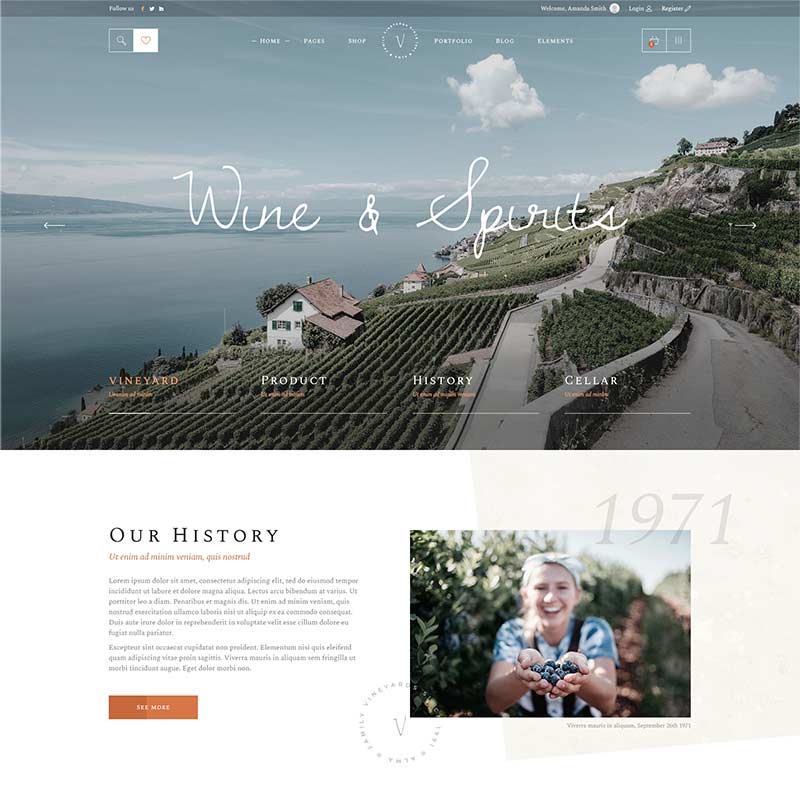 Follow us
Welcome, Amanda Smith
Login
Register
HOME
PAGES
SHOP
V
PORTFOLIO
BLOG
ELEMENTS
Wine & Spirits
VINEYARD
PRODUCT
HISTORY
CELLAR
Ut enim ad minim
Ut enim ad minim veniam
Ut enim ad minim
1971
OUR HISTORY
Ut enim ad minim veniam, quis nostrud
Lorem ipsum dolor sit amet, consectetur adipiscing elit, sed do eiusmod tempor
incididunt ut labore et dolore magna aliqua. Lectus arcu bibendum at varius. Ut
porttitor leo a diam. Penatibus et magnis dis. Ut enim ad minim veniam, quis
nostrud exercitation ullamco laboris nisi ut aliquip ex ea commodo consequat.
Duis aute irure dolor in reprehenderit in voluptate velit esse cillum dolore eu
fugiat nulla pariatur.
Excepteur sint occaecat cupidatat non proident. Elementum nisi quis eleifend
quam adipiscing vitae proin sagittis. Viverra mauris in aliquam sem fringilla ut
morbi tincidunt augue. Eget dolor morbi non.
SEE MORE
FAMILY VINEYARDS
ALMA
V
Viverra mauris in aliquam, September 26th 1971